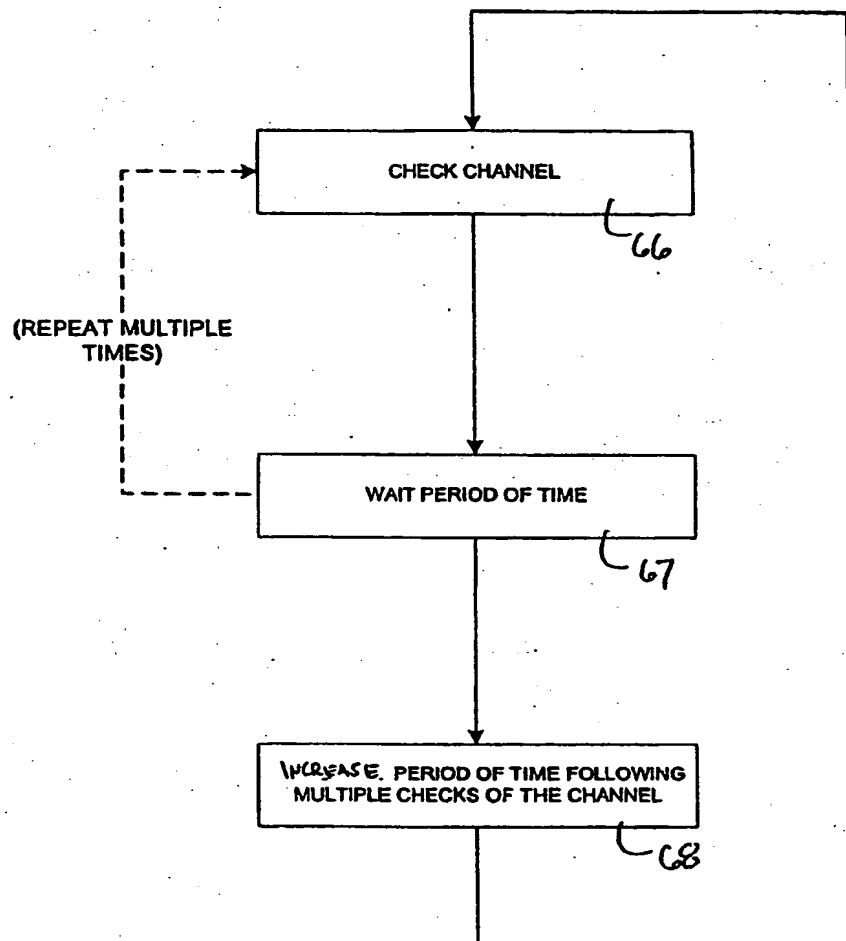 CHECK CHANNEL
66
(REPEAT MULTIPLE
TIMES)
WAIT PERIOD OF TIME
67
INCREASE. PERIOD OF TIME FOLLOWING
MULTIPLE CHECKS OF THE CHANNEL
68